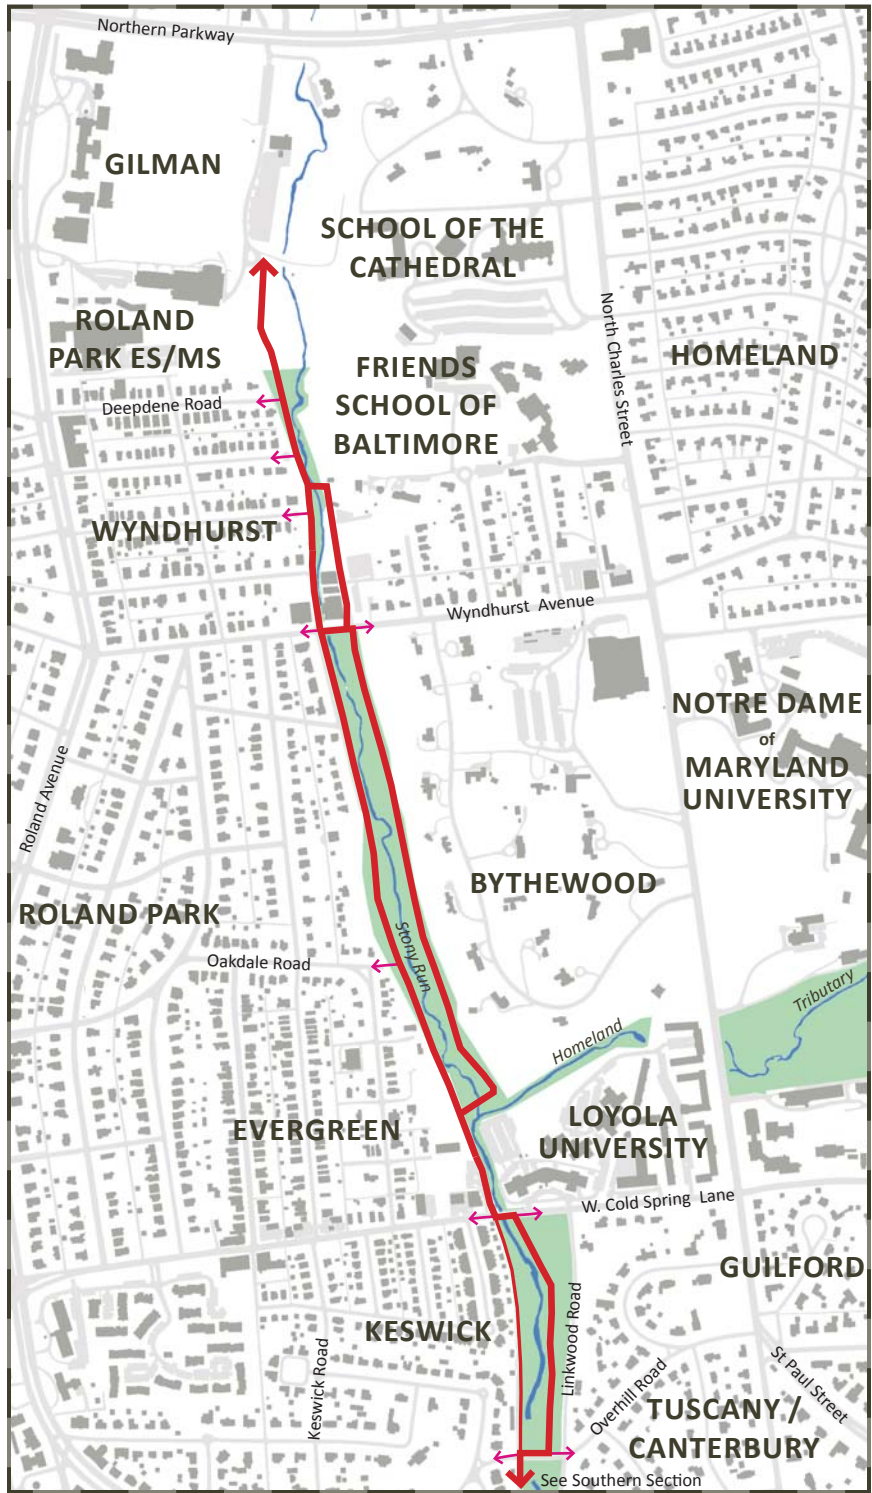 Northern Parkway
GILMAN
SCHOOL OF THE
CATHEDRAL
ROLAND
PARK ES/MS
North Charles Street
HOMELAND
FRIENDS
SCHOOL OF
BALTIMORE
Deepdene Road
WYNDHURST
Wyndhurst Avenue
NOTRE DAME
of
MARYLAND
UNIVERSITY
Roland Avenue
BYTHEWOOD
ROLAND PARK
Stony Run
Oakdale Road
Tributary
Homeland
LOYOLA
UNIVERSITY
EVERGREEN
W. Cold Spring Lane
GUILFORD
KESWICK
Linkwood Road
Keswick Road
Overhill Road
St Paul Street
TUSCANY /
CANTERBURY
See Southern Section